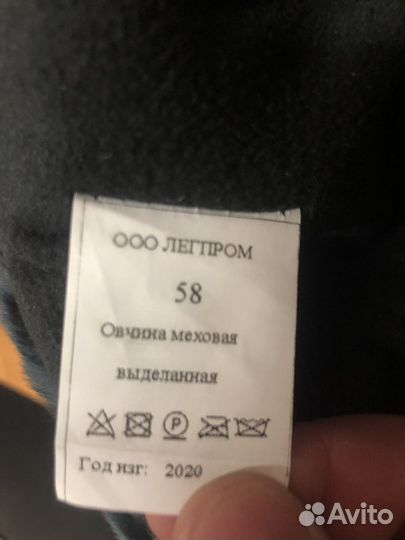 ООО ЛЕГПРОМ
58
Овчина меховая
выделанная
P
Год изг: 2020
Avito